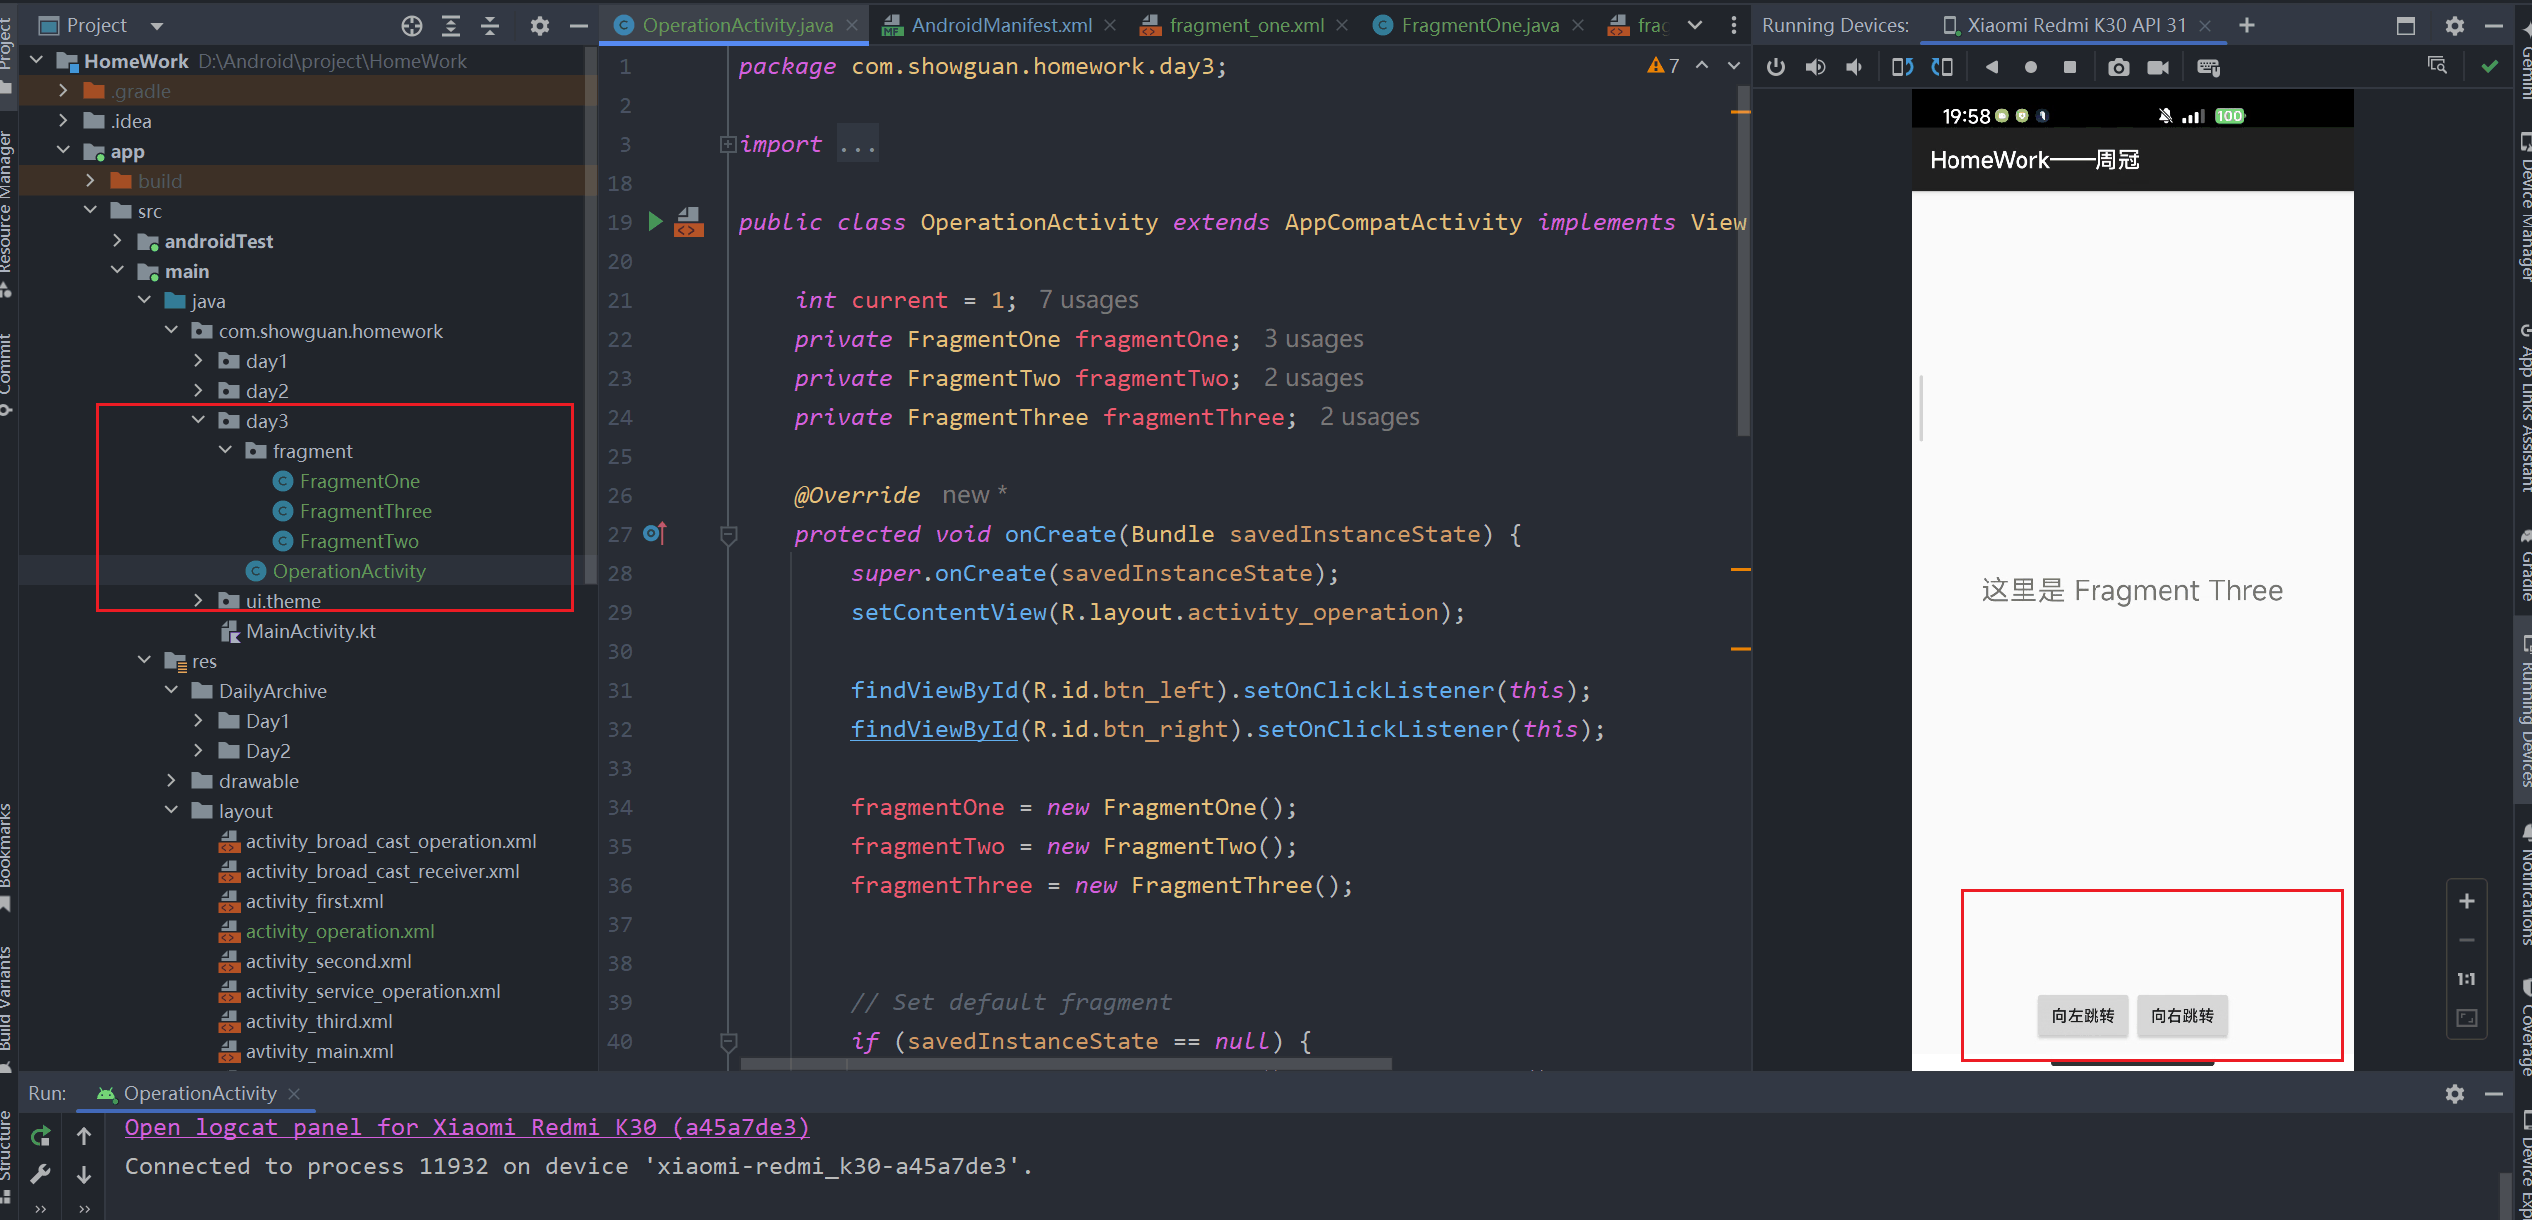 Project
OperationActivity.java
AndroidManifest.xml
fragment_one.xml
FragmentOne.java
frag
Running Devices:
Xiaomi Redmi K30 API 31
HomeWork D:\Android\project\HomeWork
.gradle
.idea
app
build
src
androidTest
main
java
com.showguan.homework
day1
day2
day3
fragment
FragmentOne
FragmentThree
FragmentTwo
OperationActivity
ui.theme
MainActivity.kt
res
DailyArchive
Day1
Day2
drawable
layout
activity_broad_cast_operation.xml
activity_broad_cast_receiver.xml
activity_first.xml
activity_operation.xml
activity_second.xml
activity_service_operation.xml
activity_third.xml
avtivity_main.xml
7
1 package com.showguan.homework.day3;
2
3 import ...
18
19 public class OperationActivity extends AppCompatActivity implements View
20
21 int current = 1; 7 usages
22 private FragmentOne fragmentOne; 3 usages
23 private FragmentTwo fragmentTwo; 2 usages
24 private FragmentThree fragmentThree; 2 usages
25
26 @Override new *
27 protected void onCreate(Bundle savedInstanceState) {
28 super.onCreate(savedInstanceState);
29 setContentView(R.layout.activity_operation);
30
31 findViewById(R.id.btn_left).setOnClickListener(this);
32 findViewById(R.id.btn_right).setOnClickListener(this);
33
34 fragmentOne = new FragmentOne();
35 fragmentTwo = new FragmentTwo();
36 fragmentThree = new FragmentThree();
37
38
39 // Set default fragment
40 if (savedInstanceState == null) {
19:58
100
HomeWork——周冠
这里是 Fragment Three
向左跳转 向右跳转
1:1
Run: OperationActivity
Open logcat panel for Xiaomi Redmi K30 (a45a7de3)
Connected to process 11932 on device 'xiaomi-redmi_k30-a45a7de3'.
Project
Resource Manager
Commit
Bookmarks
Build Variants
Structure
Gemini
Device Manager
App Links Assistant
Gradle
Running Devices
Notifications
Coverage
Device Exp